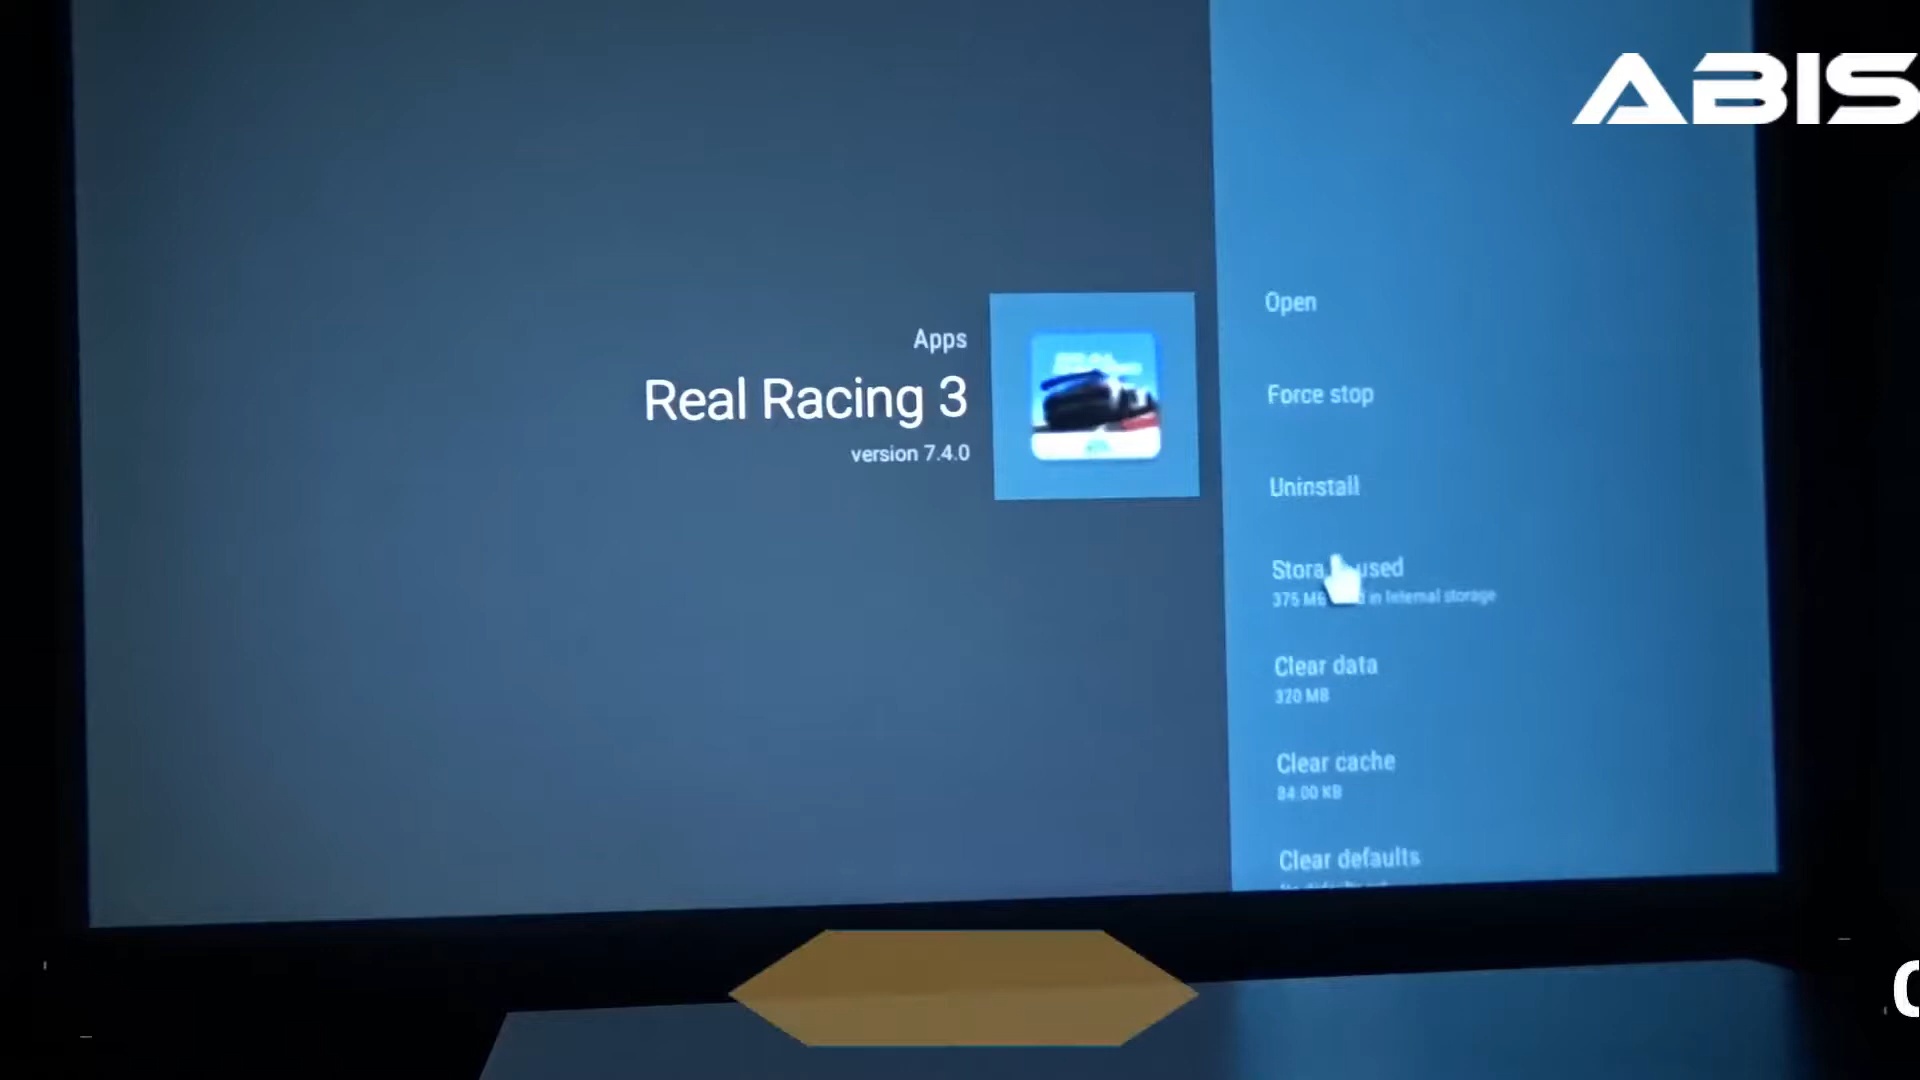 ABIS
Apps
Real Racing 3
version 7.4.0
Open
Force stop
Uninstall
used
375 in Internal storage
Clear data
320 MB
Clear cache
84.00 KB
Clear defaults